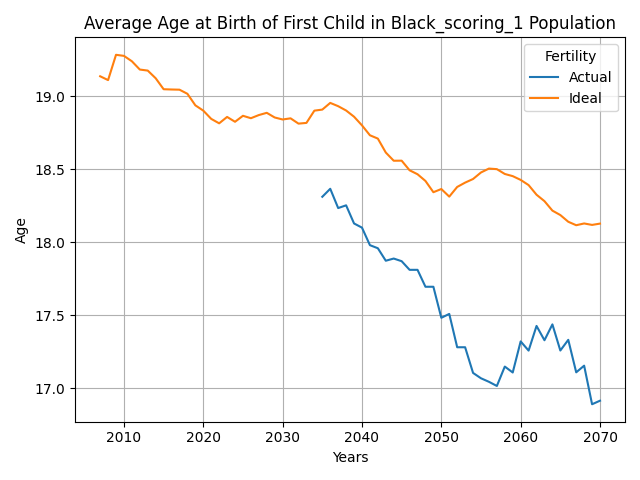 Average Age at Birth of First Child in Black_scoring_1 Population
Fertility
Actual
Ideal
Age
19.0
18.5
18.0
17.5
17.0
2010 2020 2030 2040 2050 2060 2070
Years